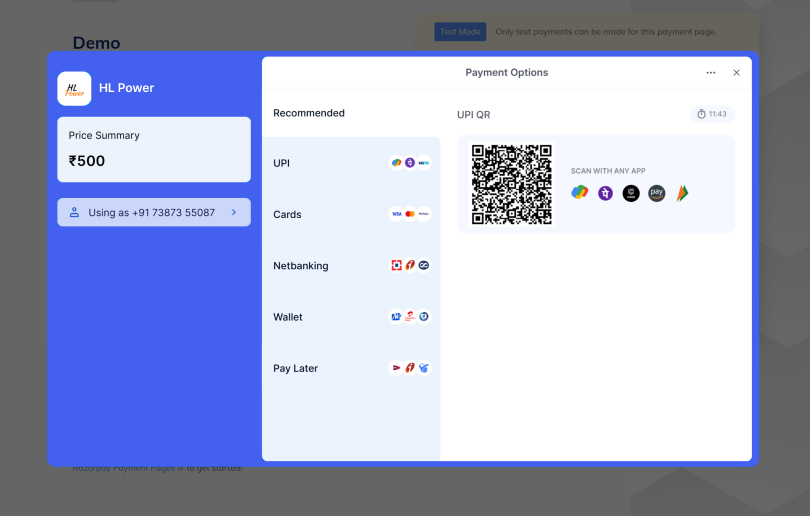 Demo
Test Mode Only test payments can be made for this payment page.
HL Power
HL Power
Price Summary
₹500
Using as +91 73873 55087
Payment Options
Recommended
UPI
Cards
VISA
Netbanking
Wallet
Pay Later
UPI QR
11:43
SCAN WITH ANY APP
पे
pay
Razorpay Payment Pages to get started!